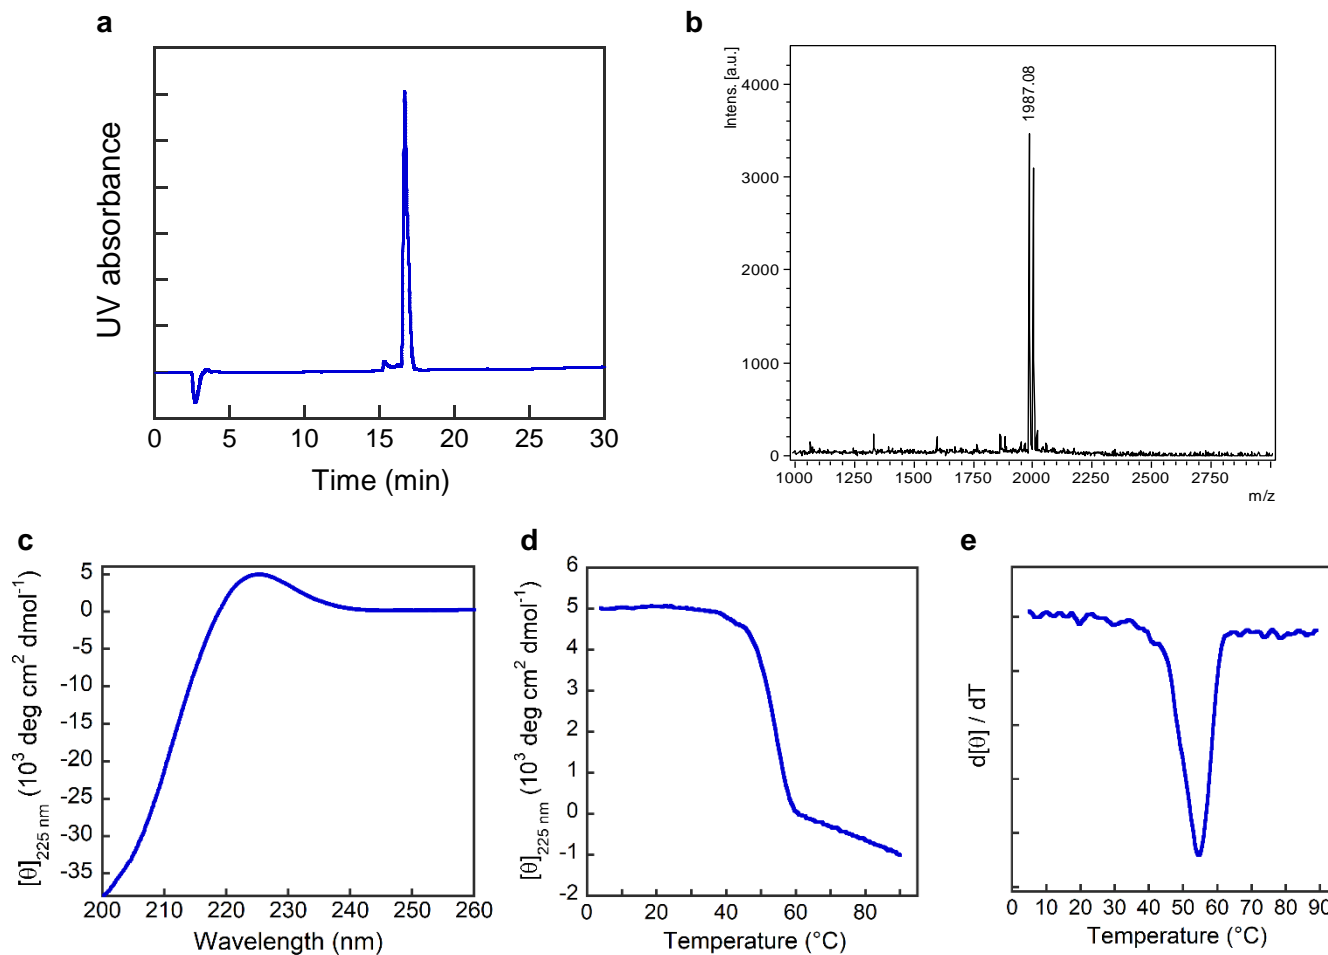 a
UV absorbance
0 5 10 15 20 25 30
Time (min)
b
Intens. [a.u.]
4000
3000
2000
1000
0
1987.08
1000 1250 1500 1750 2000 2250 2500 2750
m/z
c
[θ]225 nm (10³ deg cm² dmol⁻¹)
5
0
-5
-10
-15
-20
-25
-30
-35
200 210 220 230 240 250 260
Wavelength (nm)
d
[θ]225 nm (10³ deg cm² dmol⁻¹)
6
5
4
3
2
1
0
-1
-2
0 20 40 60 80
Temperature (°C)
e
d[θ] / dT
0 10 20 30 40 50 60 70 80 90
Temperature (°C)